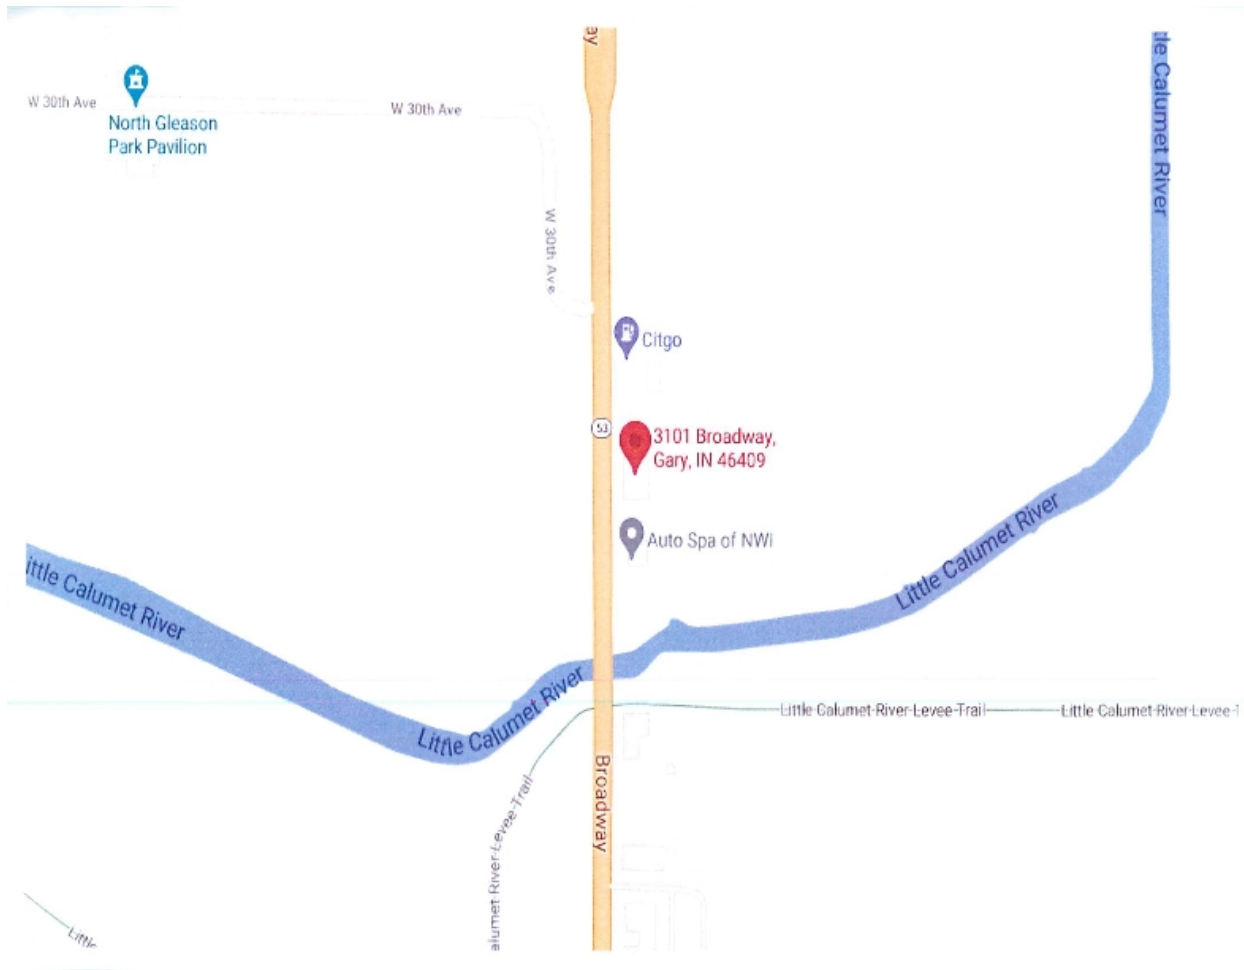 ay
le Calumet River
W 30th Ave
North Gleason
Park Pavilion
W 30th Ave
W 30th Ave
Citgo
53
3101 Broadway,
Gary, IN 46409
Auto Spa of NWi
ittle Calumet River
Little Calumet River
Little Calumet River
Little Calumet River Levee Trail
Little Calumet River Levee T
Broadway
alumet River Levee Trail
Little